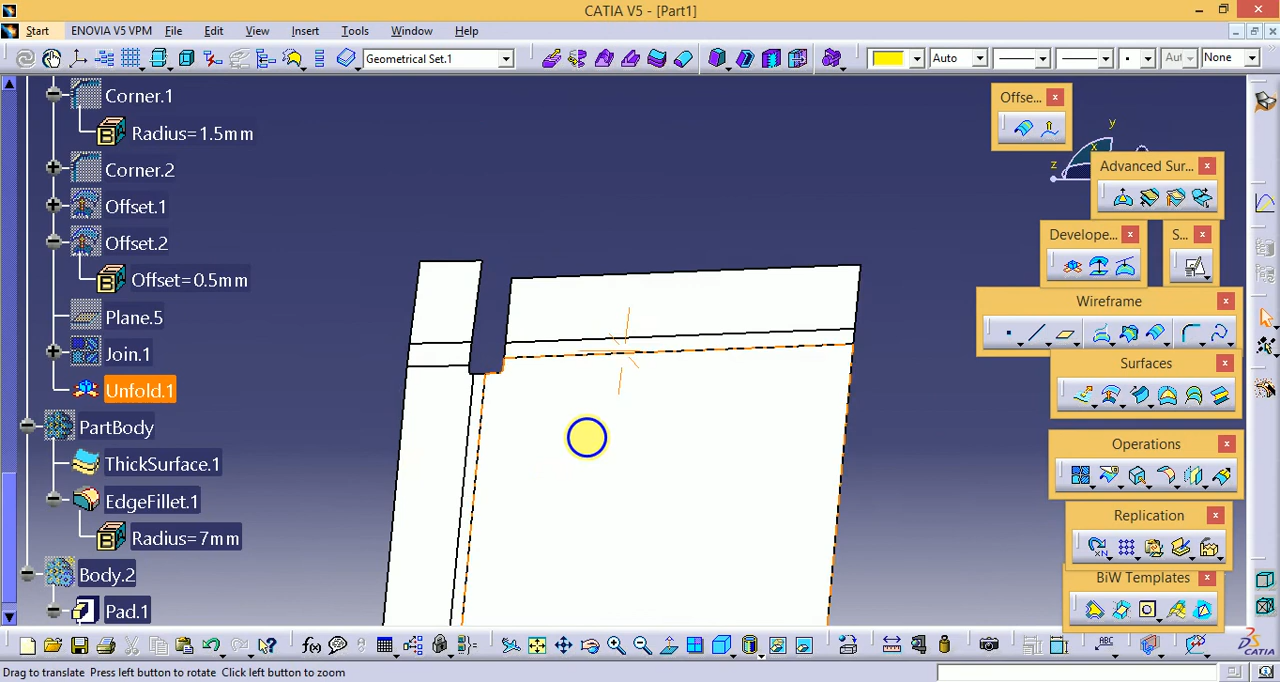 CATIA V5 - [Part1]
Start ENOVIA V5 VPM File Edit View Insert Tools Window Help
Geometrical Set.1 Auto Aut None
Corner.1
Radius=1.5mm
Corner.2
Offset.1
Offset.2
Offset=0.5mm
Plane.5
Join.1
Unfold.1
PartBody
ThickSurface.1
EdgeFillet.1
Radius=7mm
Body.2
Pad.1
Offse...
y
x
z
Advanced Sur...
Develope... S...
Wireframe
Surfaces
Operations
Replication
BiW Templates
f(x)
ABC
CATIA
Drag to translate Press left button to rotate Click left button to zoom